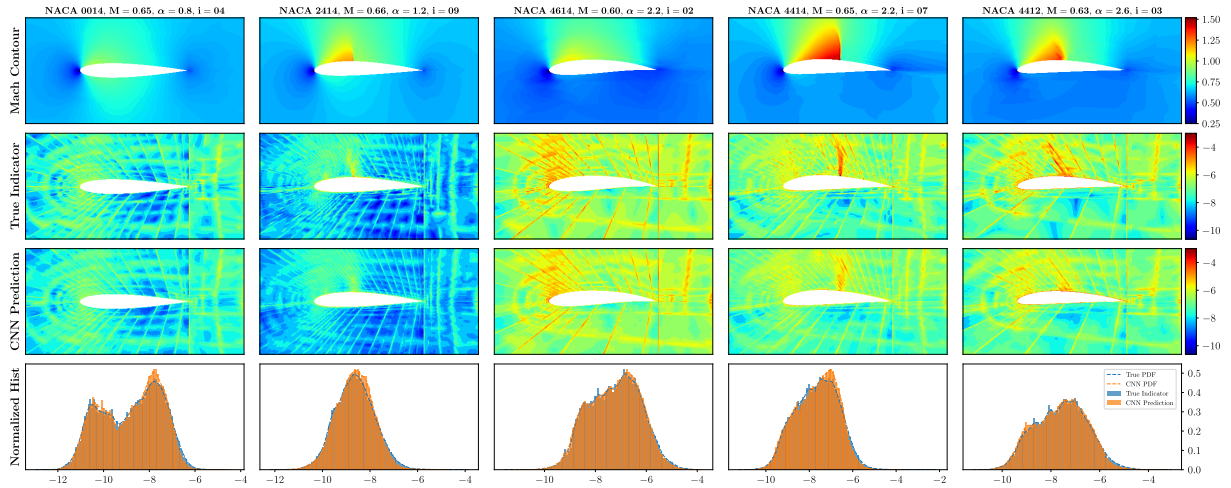 NACA 0014, M = 0.65, α = 0.8, i = 04
NACA 2414, M = 0.66, α = 1.2, i = 09
NACA 4614, M = 0.60, α = 2.2, i = 02
NACA 4414, M = 0.65, α = 2.2, i = 07
NACA 4412, M = 0.63, α = 2.6, i = 03
Mach Contour
1.50
1.25
1.00
0.75
0.50
0.25
True Indicator
−4
−6
−8
−10
CNN Prediction
−4
−6
−8
−10
Normalized Hist
True PDF
CNN PDF
True Indicator
CNN Prediction
0.5
0.4
0.3
0.2
0.1
0.0
−12 −10 −8 −6 −4
−12 −10 −8 −6 −4
−12 −10 −8 −6 −4
−10 −8 −6 −4 −2
−10 −8 −6 −4